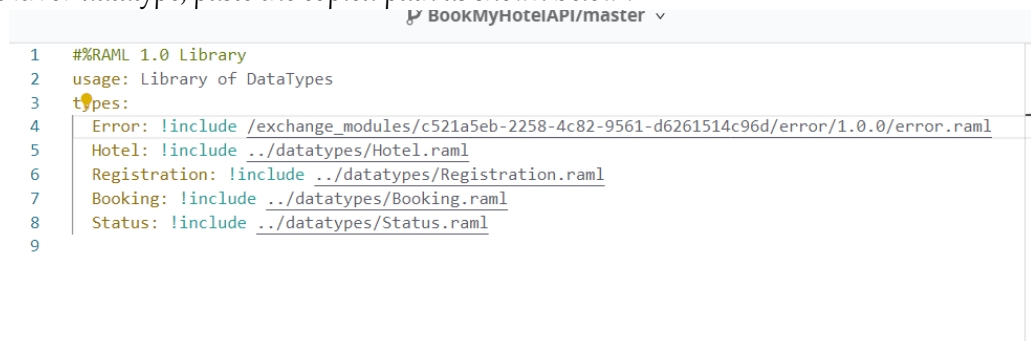 BookMyHotelAPI/master
1 #%RAML 1.0 Library
2 usage: Library of DataTypes
3 types:
4 Error: !include /exchange_modules/c521a5eb-2258-4c82-9561-d6261514c96d/error/1.0.0/error.raml
5 Hotel: !include ../datatypes/Hotel.raml
6 Registration: !include ../datatypes/Registration.raml
7 Booking: !include ../datatypes/Booking.raml
8 Status: !include ../datatypes/Status.raml
9